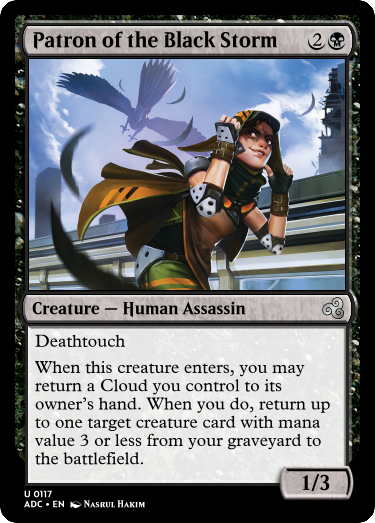 Patron of the Black Storm 2
Creature — Human Assassin
Deathtouch
When this creature enters, you may
return a Cloud you control to its
owner's hand. When you do, return up
to one target creature card with mana
value 3 or less from your graveyard to
the battlefield.
1/3
U 0117
ADC • EN Nasrul Hakim